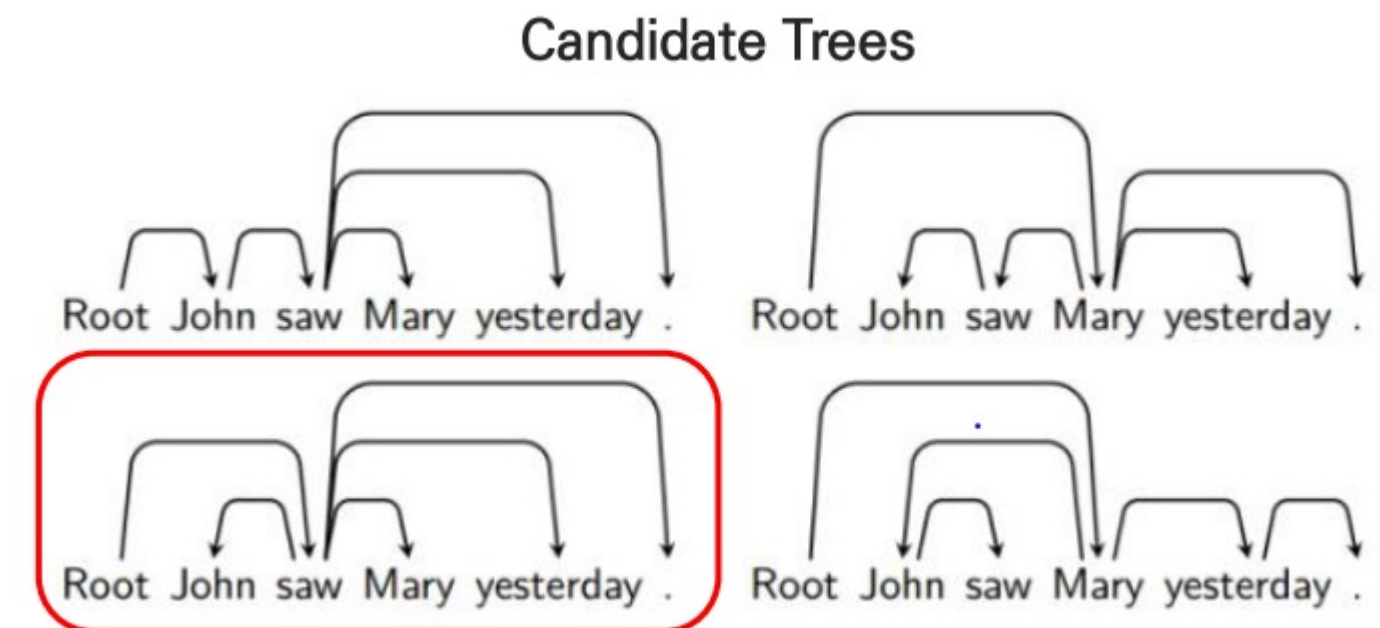 Candidate Trees
Root John saw Mary yesterday .
Root John saw Mary yesterday .
Root John saw Mary yesterday .
Root John saw Mary yesterday .